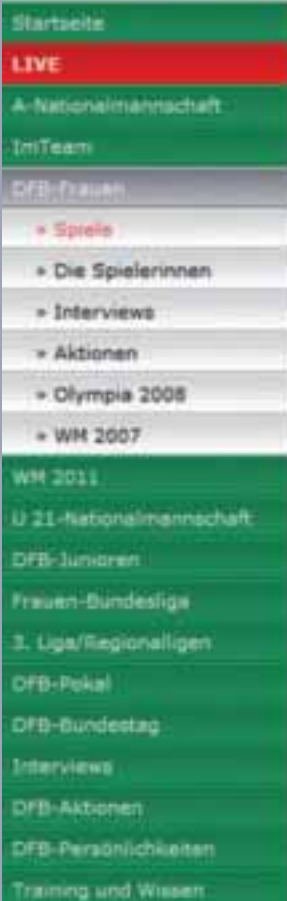 Startseite
LIVE
A-Nationalmannschaft
ImTeam
DFB-Frauen
» Spiele
» Die Spielerinnen
» Interviews
» Aktionen
» Olympia 2008
» WM 2007
WM 2011
U 21-Nationalmannschaft
DFB-Junioren
Frauen-Bundesliga
3. Liga/Regionalligen
DFB-Pokal
DFB-Bundestag
Interviews
DFB-Aktionen
DFB-Persönlichkeiten
Training und Wissen